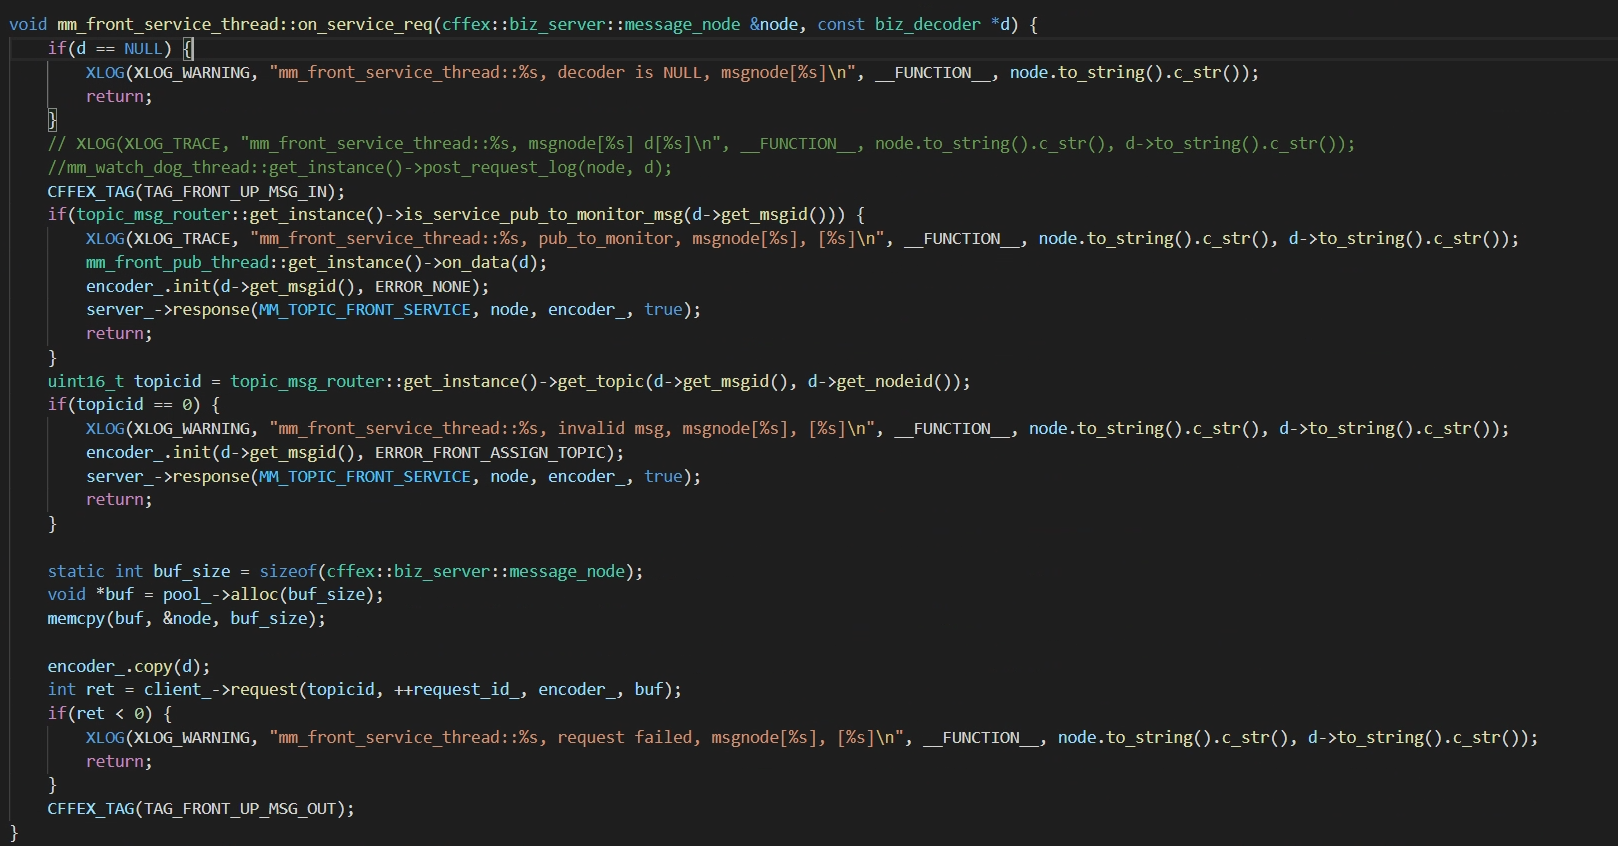 void mm_front_service_thread::on_service_req(cffex::biz_server::message_node &node, const biz_decoder *d) {
    if(d == NULL) {
        XLOG(XLOG_WARNING, "mm_front_service_thread::%s, decoder is NULL, msgnode[%s]\n", __FUNCTION__, node.to_string().c_str());
        return;
    }
    // XLOG(XLOG_TRACE, "mm_front_service_thread::%s, msgnode[%s] d[%s]\n", __FUNCTION__, node.to_string().c_str(), d->to_string().c_str());
    //mm_watch_dog_thread::get_instance()->post_request_log(node, d);
    CFFEX_TAG(TAG_FRONT_UP_MSG_IN);
    if(topic_msg_router::get_instance()->is_service_pub_to_monitor_msg(d->get_msgid())) {
        XLOG(XLOG_TRACE, "mm_front_service_thread::%s, pub_to_monitor, msgnode[%s], [%s]\n", __FUNCTION__, node.to_string().c_str(), d->to_string().c_str());
        mm_front_pub_thread::get_instance()->on_data(d);
        encoder_.init(d->get_msgid(), ERROR_NONE);
        server_->response(MM_TOPIC_FRONT_SERVICE, node, encoder_, true);
        return;
    }
    uint16_t topicid = topic_msg_router::get_instance()->get_topic(d->get_msgid(), d->get_nodeid());
    if(topicid == 0) {
        XLOG(XLOG_WARNING, "mm_front_service_thread::%s, invalid msg, msgnode[%s], [%s]\n", __FUNCTION__, node.to_string().c_str(), d->to_string().c_str());
        encoder_.init(d->get_msgid(), ERROR_FRONT_ASSIGN_TOPIC);
        server_->response(MM_TOPIC_FRONT_SERVICE, node, encoder_, true);
        return;
    }

    static int buf_size = sizeof(cffex::biz_server::message_node);
    void *buf = pool_->alloc(buf_size);
    memcpy(buf, &node, buf_size);

    encoder_.copy(d);
    int ret = client_->request(topicid, ++request_id_, encoder_, buf);
    if(ret < 0) {
        XLOG(XLOG_WARNING, "mm_front_service_thread::%s, request failed, msgnode[%s], [%s]\n", __FUNCTION__, node.to_string().c_str(), d->to_string().c_str());
        return;
    }
    CFFEX_TAG(TAG_FRONT_UP_MSG_OUT);
}